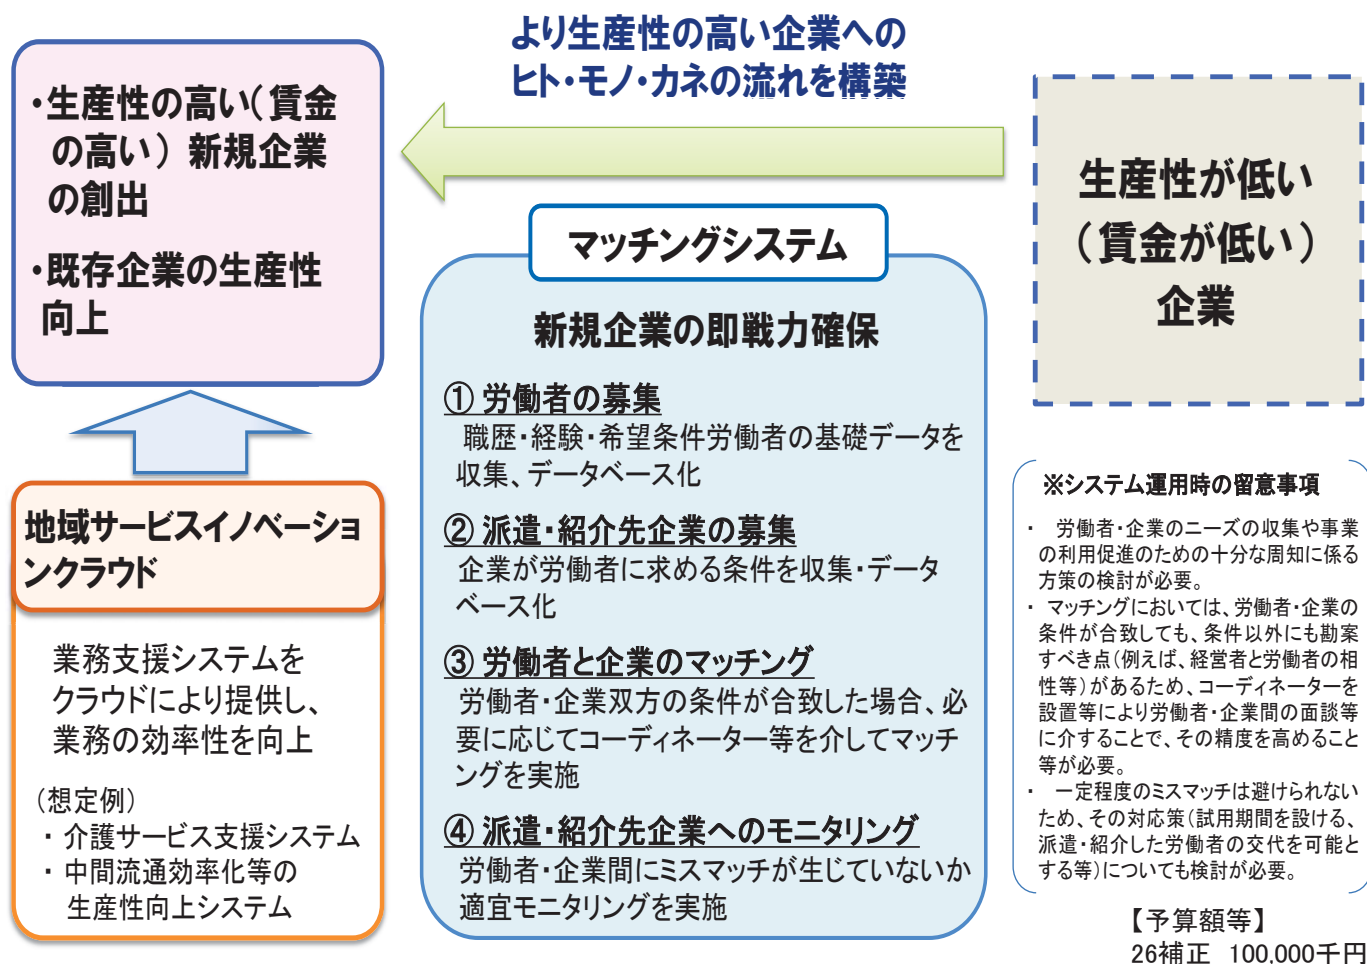 より生産性の高い企業への
ヒト・モノ・カネの流れを構築
・生産性の高い（賃金
の高い）新規企業
の創出
・既存企業の生産性
向上
生産性が低い
（賃金が低い）
企業
マッチングシステム
新規企業の即戦力確保
① 労働者の募集
職歴・経験・希望条件労働者の基礎データを
収集、データベース化
② 派遣・紹介先企業の募集
企業が労働者に求める条件を収集・データ
ベース化
③ 労働者と企業のマッチング
労働者・企業双方の条件が合致した場合、必
要に応じてコーディネーター等を介してマッチ
ングを実施
④ 派遣・紹介先企業へのモニタリング
労働者・企業間にミスマッチが生じていないか
適宜モニタリングを実施
地域サービスイノベーショ
ンクラウド
業務支援システムを
クラウドにより提供し、
業務の効率性を向上
（想定例）
・ 介護サービス支援システム
・ 中間流通効率化等の
生産性向上システム
※システム運用時の留意事項
・ 労働者・企業のニーズの収集や事業
の利用促進のための十分な周知に係る
方策の検討が必要。
・ マッチングにおいては、労働者・企業の
条件が合致しても、条件以外にも勘案
すべき点（例えば、経営者と労働者の相
性等）があるため、コーディネーターを
設置等により労働者・企業間の面談等
に介することで、その精度を高めること
等が必要。
・ 一定程度のミスマッチは避けられない
ため、その対応策（試用期間を設ける、
派遣・紹介した労働者の交代を可能と
する等）についても検討が必要。
【予算額等】
26補正 100,000千円